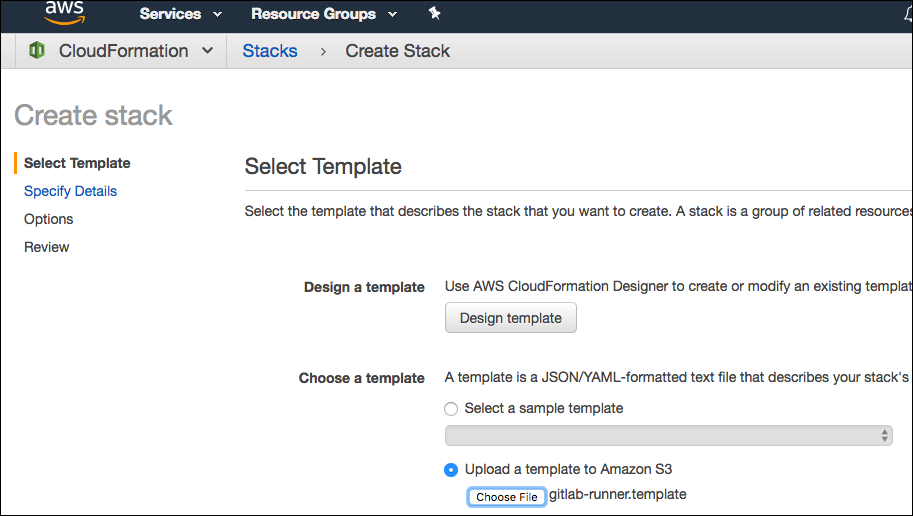 aws Services Resource Groups
CloudFormation Stacks > Create Stack
Create stack
Select Template
Specify Details
Options
Review
Select Template
Select the template that describes the stack that you want to create. A stack is a group of related resources
Design a template
Use AWS CloudFormation Designer to create or modify an existing templat
Design template
Choose a template
A template is a JSON/YAML-formatted text file that describes your stack's
Select a sample template
Upload a template to Amazon S3
Choose File gitlab-runner.template